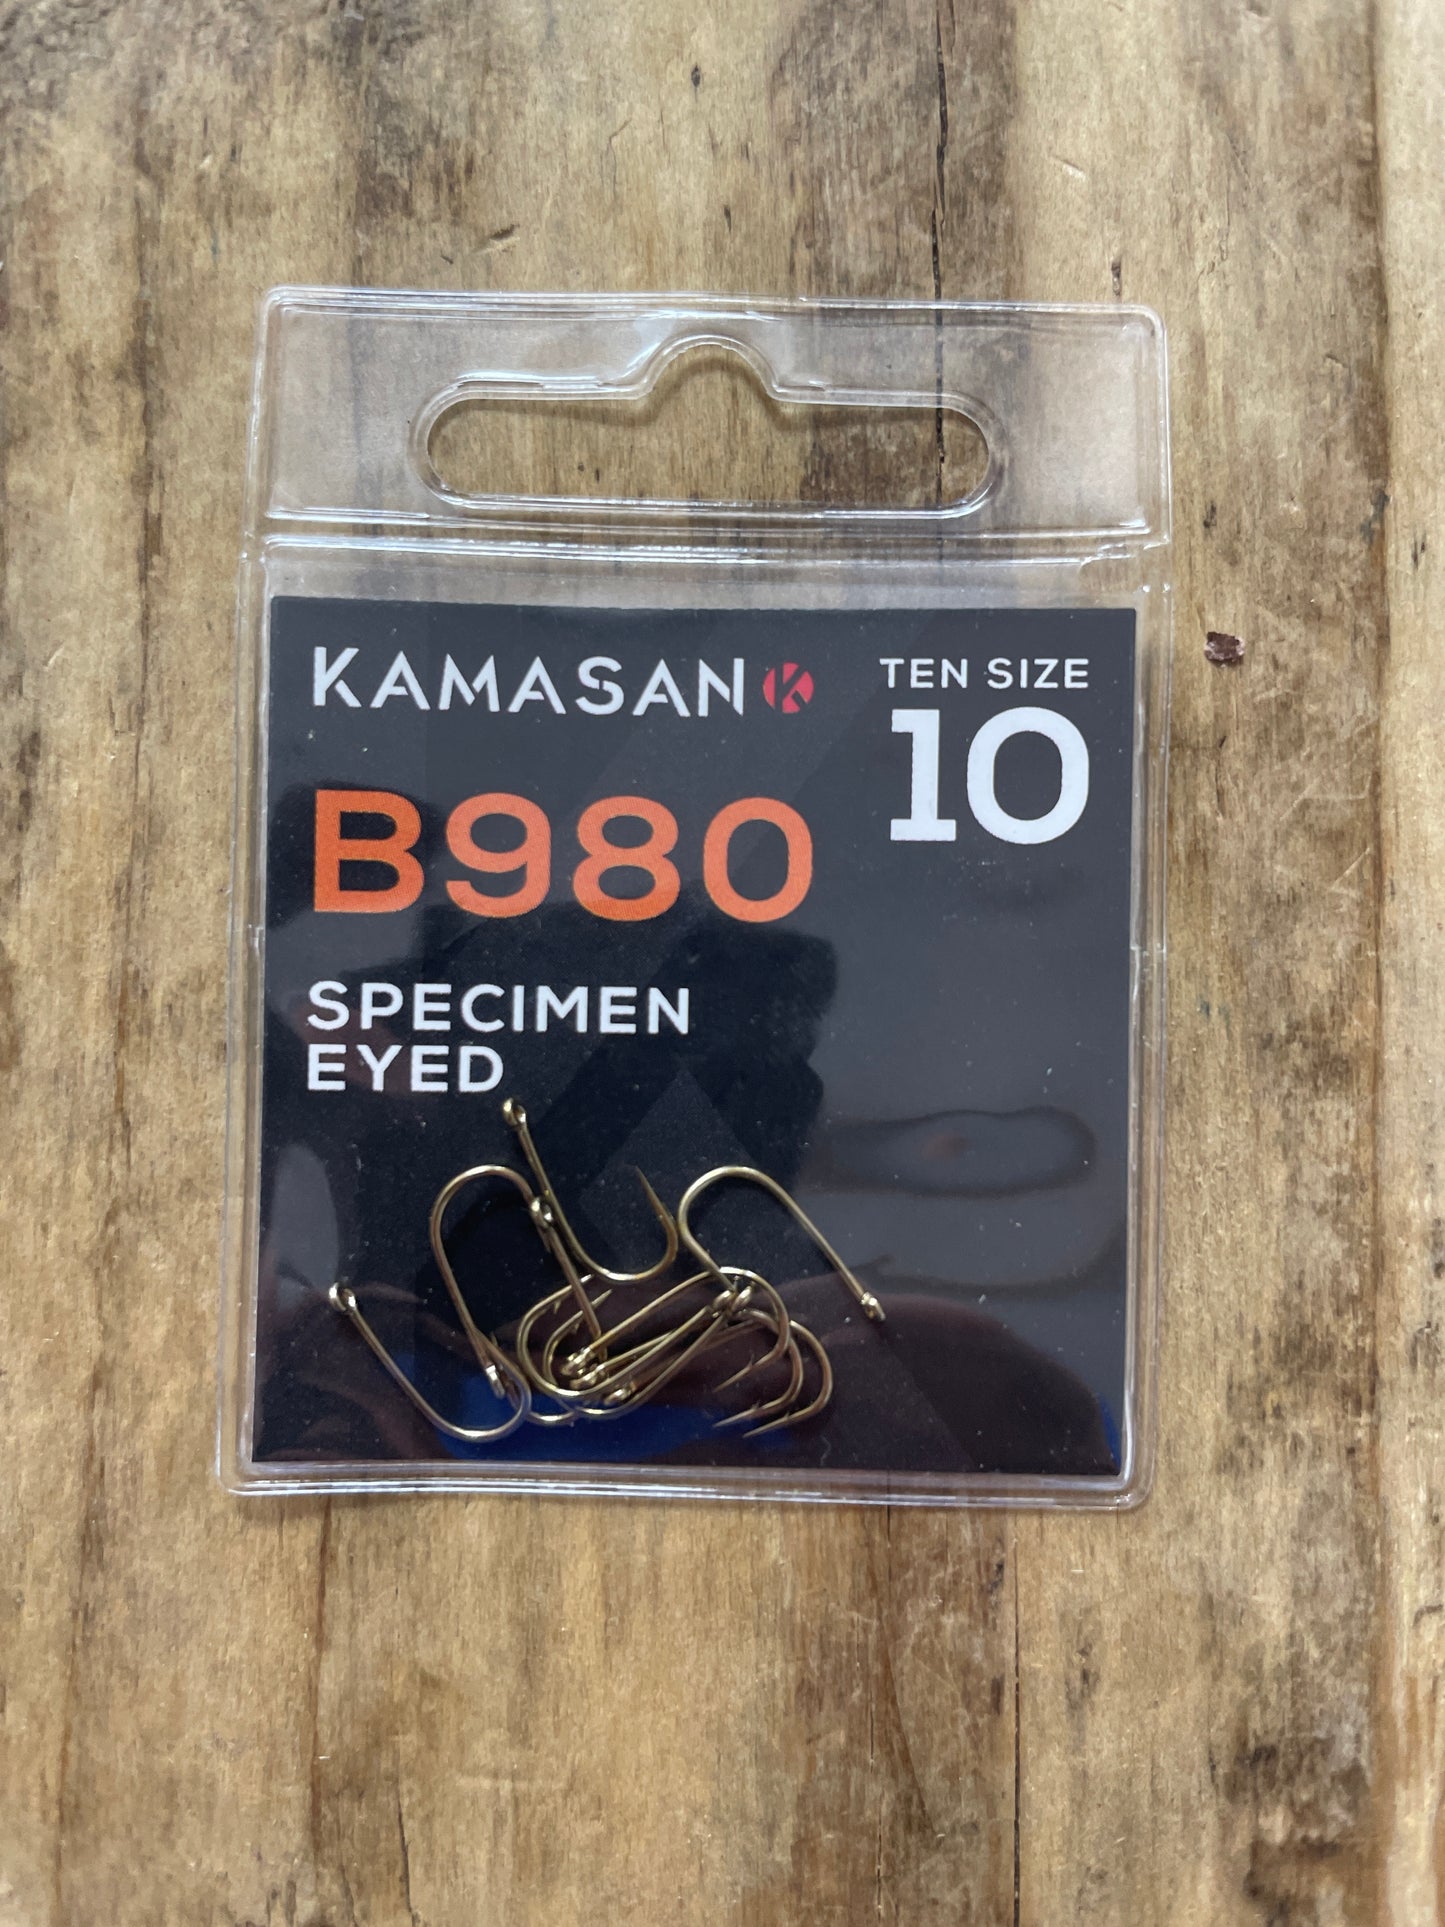 KAMASAN
TEN SIZE
10
B980
SPECIMEN
EYED